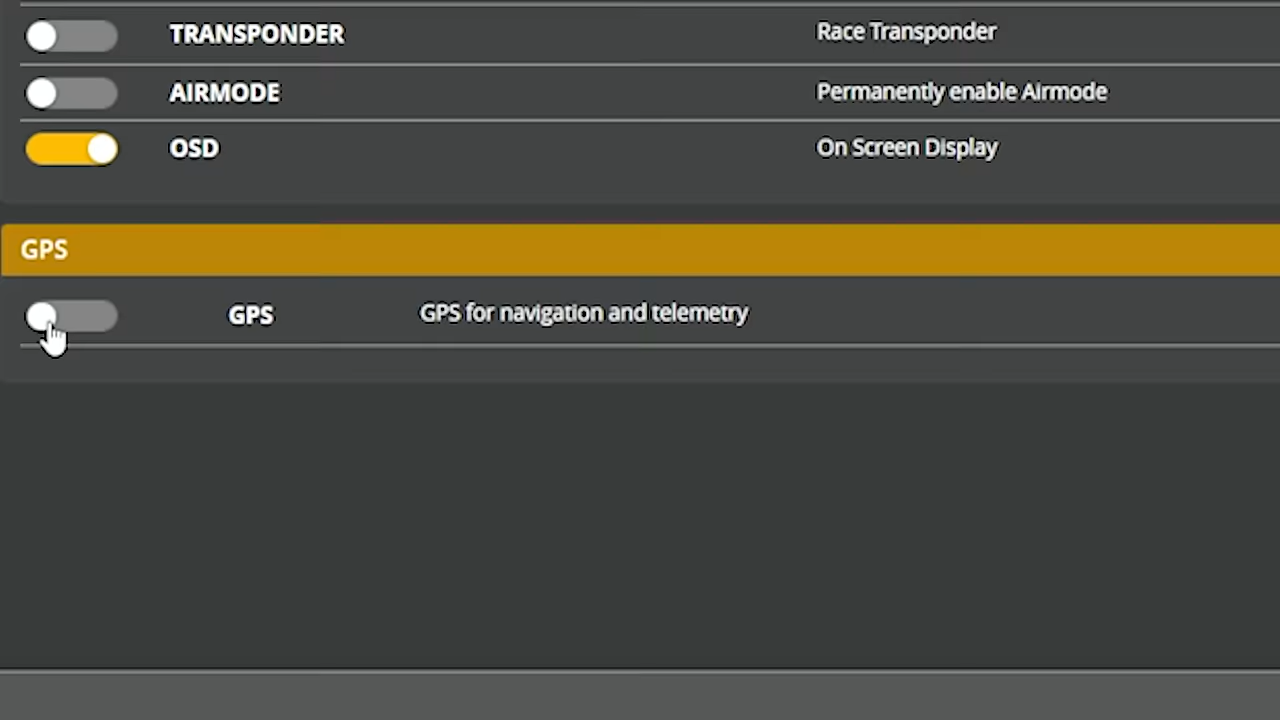 TRANSPONDER Race Transponder
AIRMODE Permanently enable Airmode
OSD On Screen Display
GPS
GPS GPS for navigation and telemetry